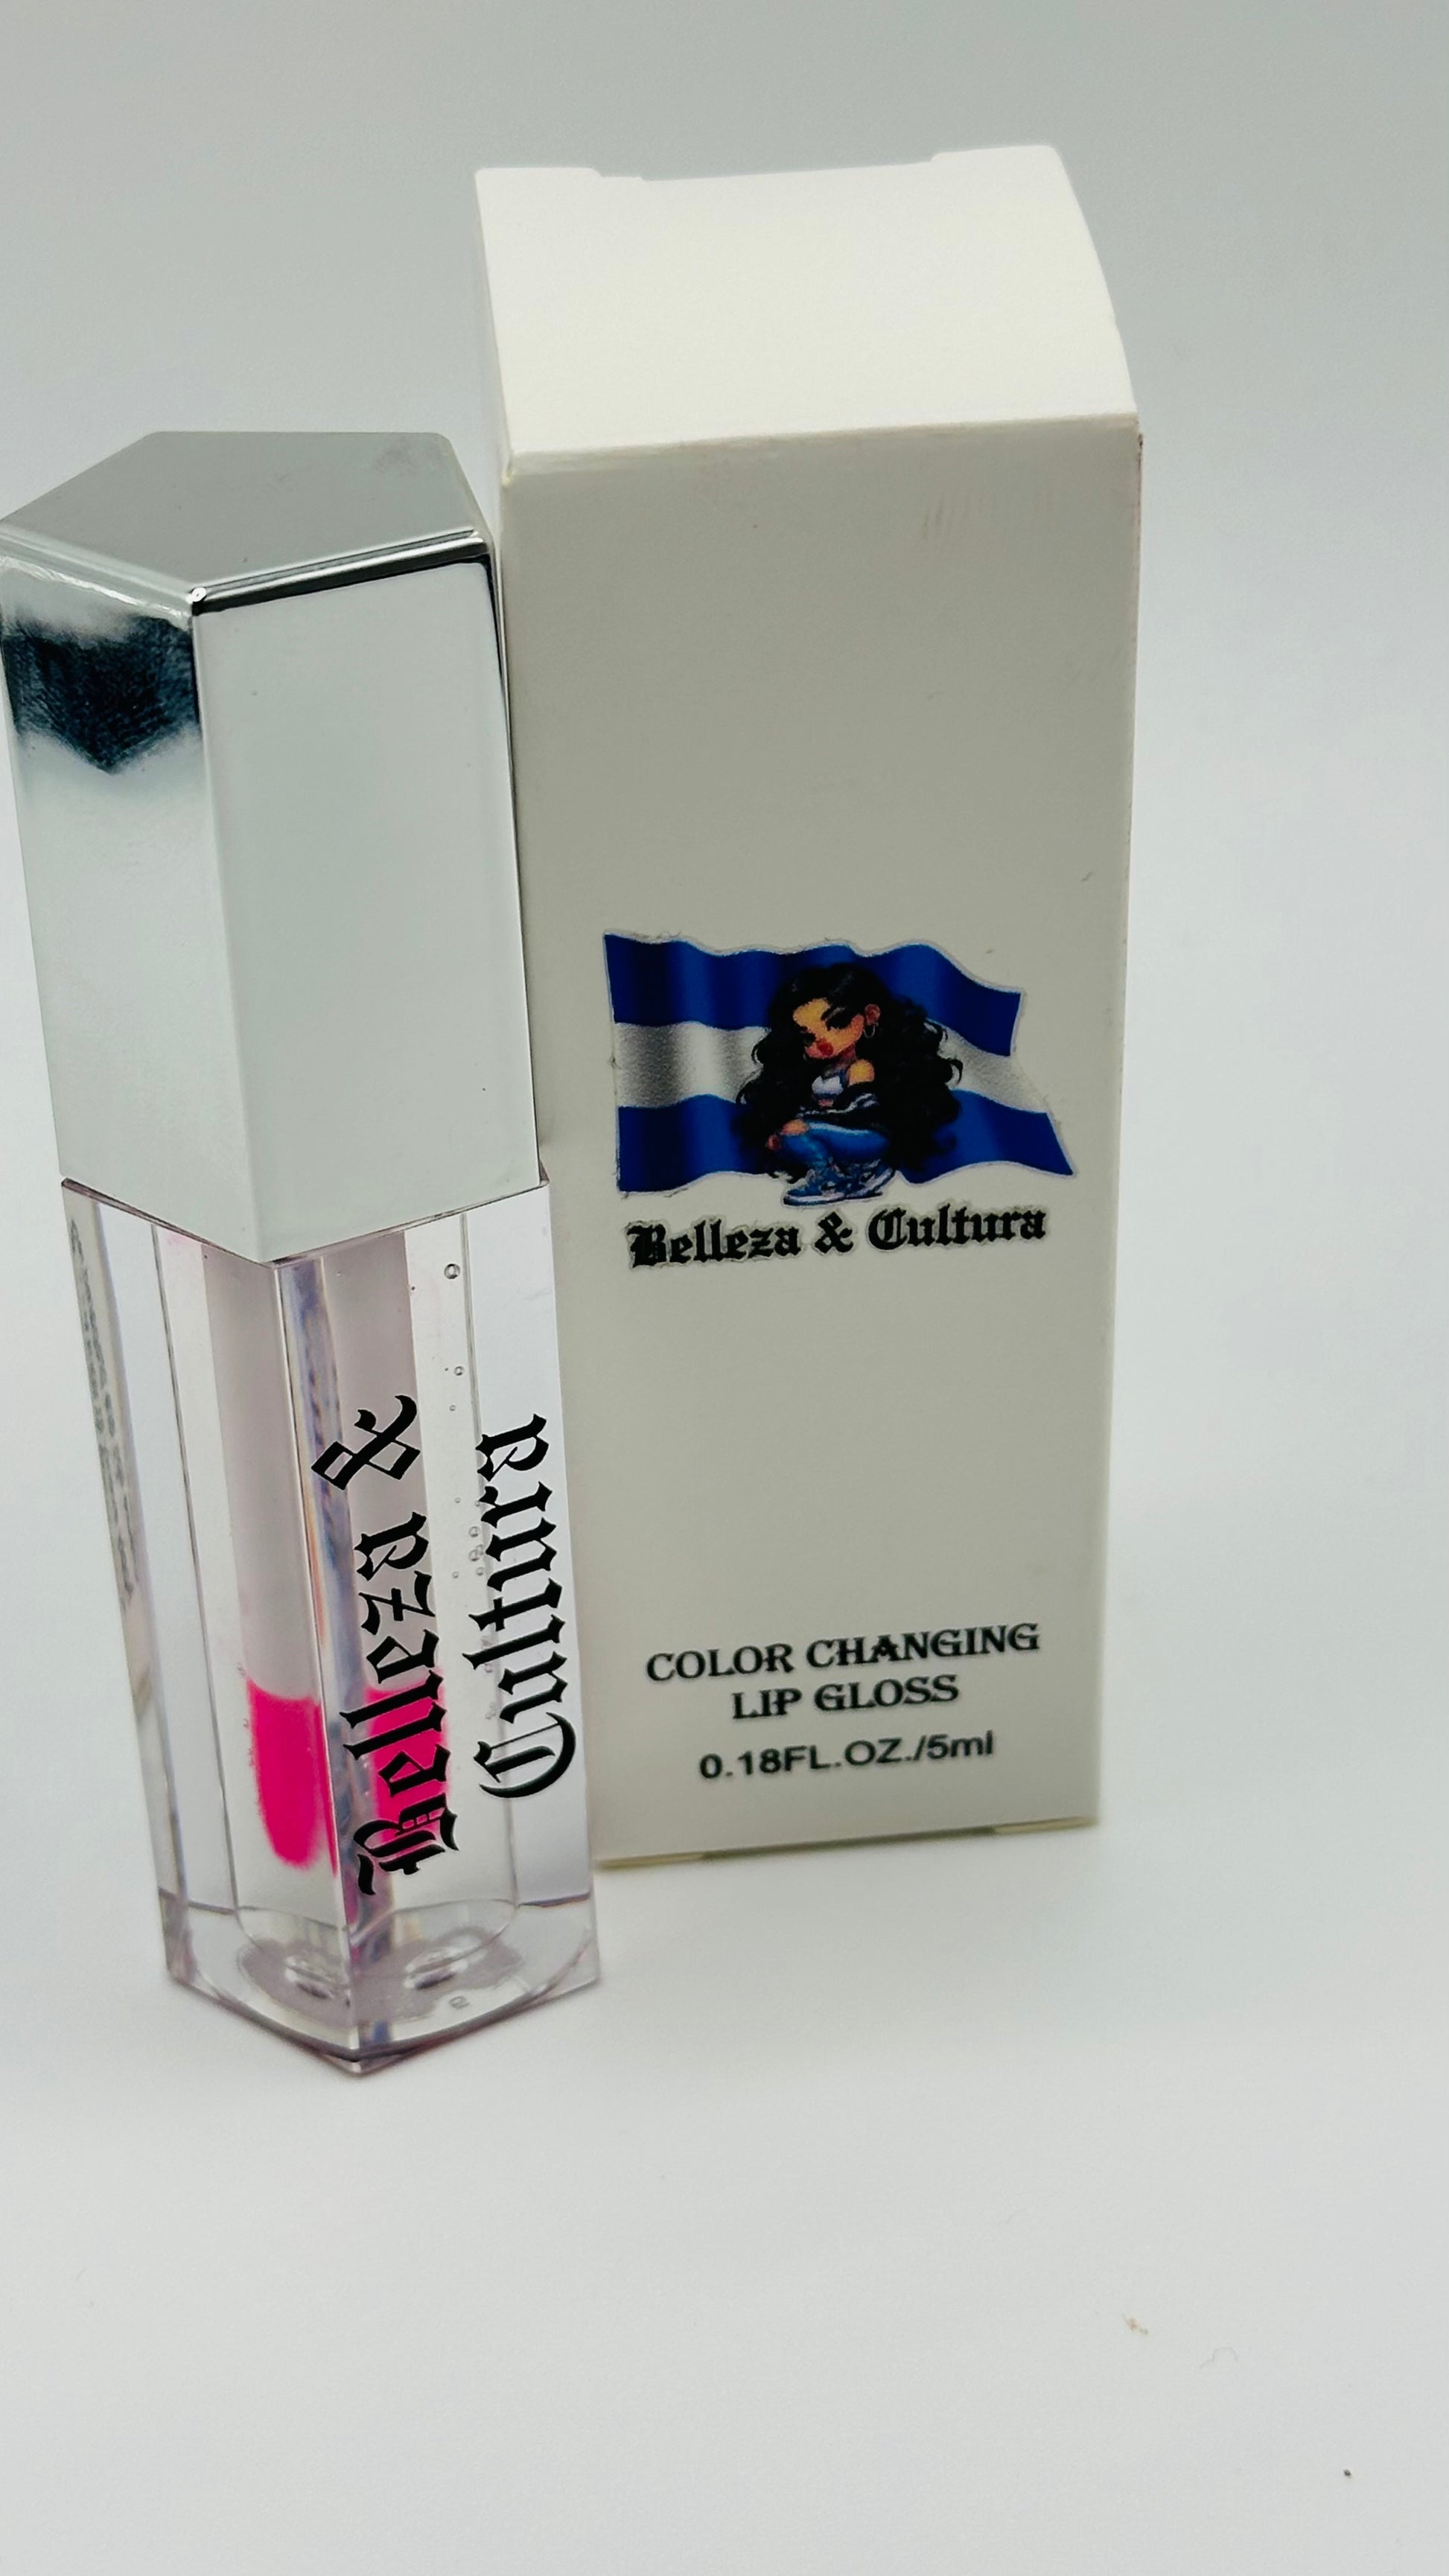 Belleza &
Cultura
Belleza & Cultura
COLOR CHANGING
LIP GLOSS
0.18FL.OZ./5ml